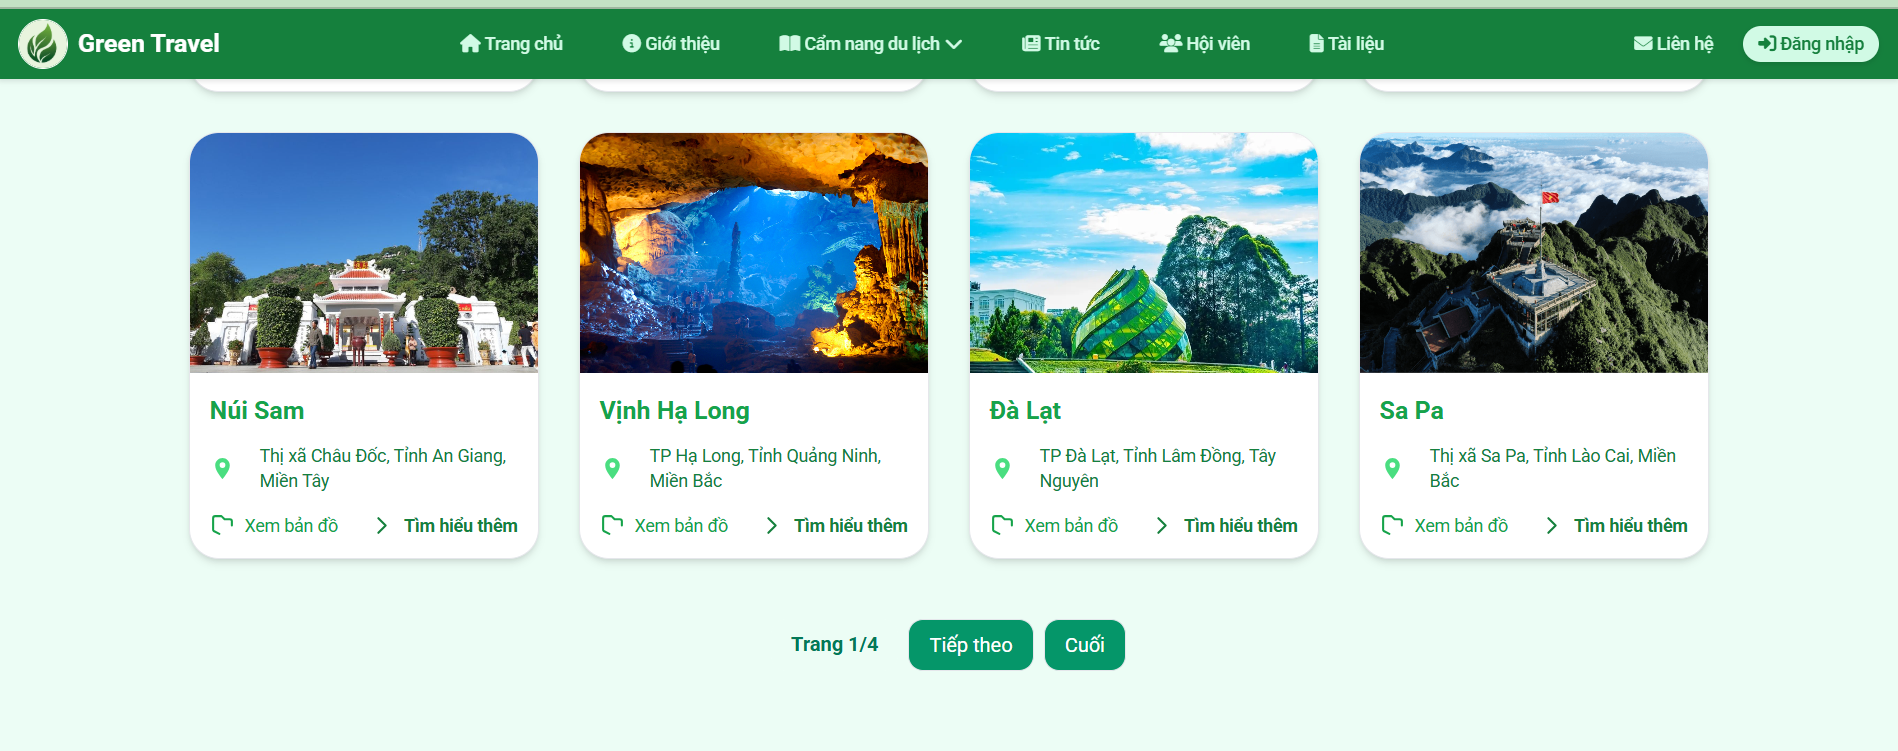 Green Travel
Trang chủ
Giới thiệu
Cẩm nang du lịch
Tin tức
Hội viên
Tài liệu
Liên hệ
Đăng nhập
Núi Sam
Thị xã Châu Đốc, Tỉnh An Giang,
Miền Tây
Xem bản đồ
Tìm hiểu thêm
Vịnh Hạ Long
TP Hạ Long, Tỉnh Quảng Ninh,
Miền Bắc
Xem bản đồ
Tìm hiểu thêm
Đà Lạt
TP Đà Lạt, Tỉnh Lâm Đồng, Tây
Nguyên
Xem bản đồ
Tìm hiểu thêm
Sa Pa
Thị xã Sa Pa, Tỉnh Lào Cai, Miền
Bắc
Xem bản đồ
Tìm hiểu thêm
Trang 1/4
Tiếp theo
Cuối